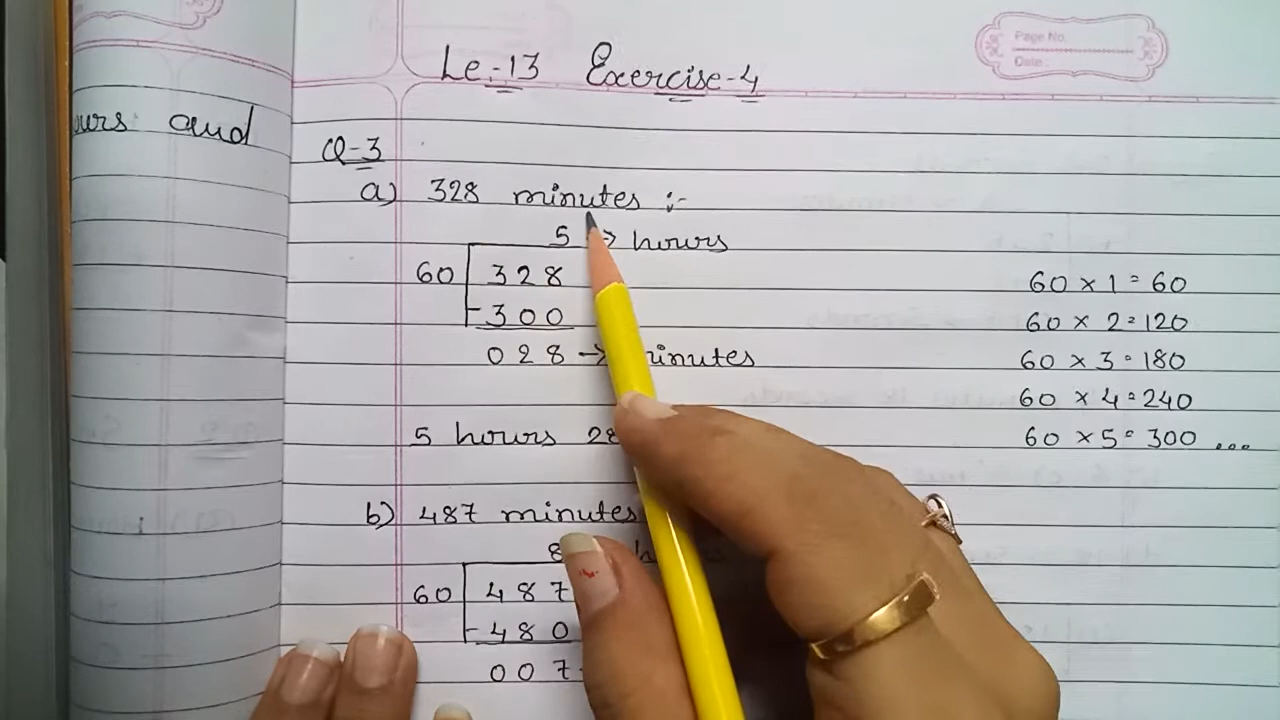 Le.-13 Exercise-4
Page No.
Date :
and
Q-3
a) 328 minutes :-
5 → hours
60 328
-300
028 →
5 hours 28
b) 487 minutes
8
60 487
-480
007
60 × 1 = 60
60 × 2 = 120
60 × 3 = 180
60 × 4 = 240
60 × 5 = 300 ...